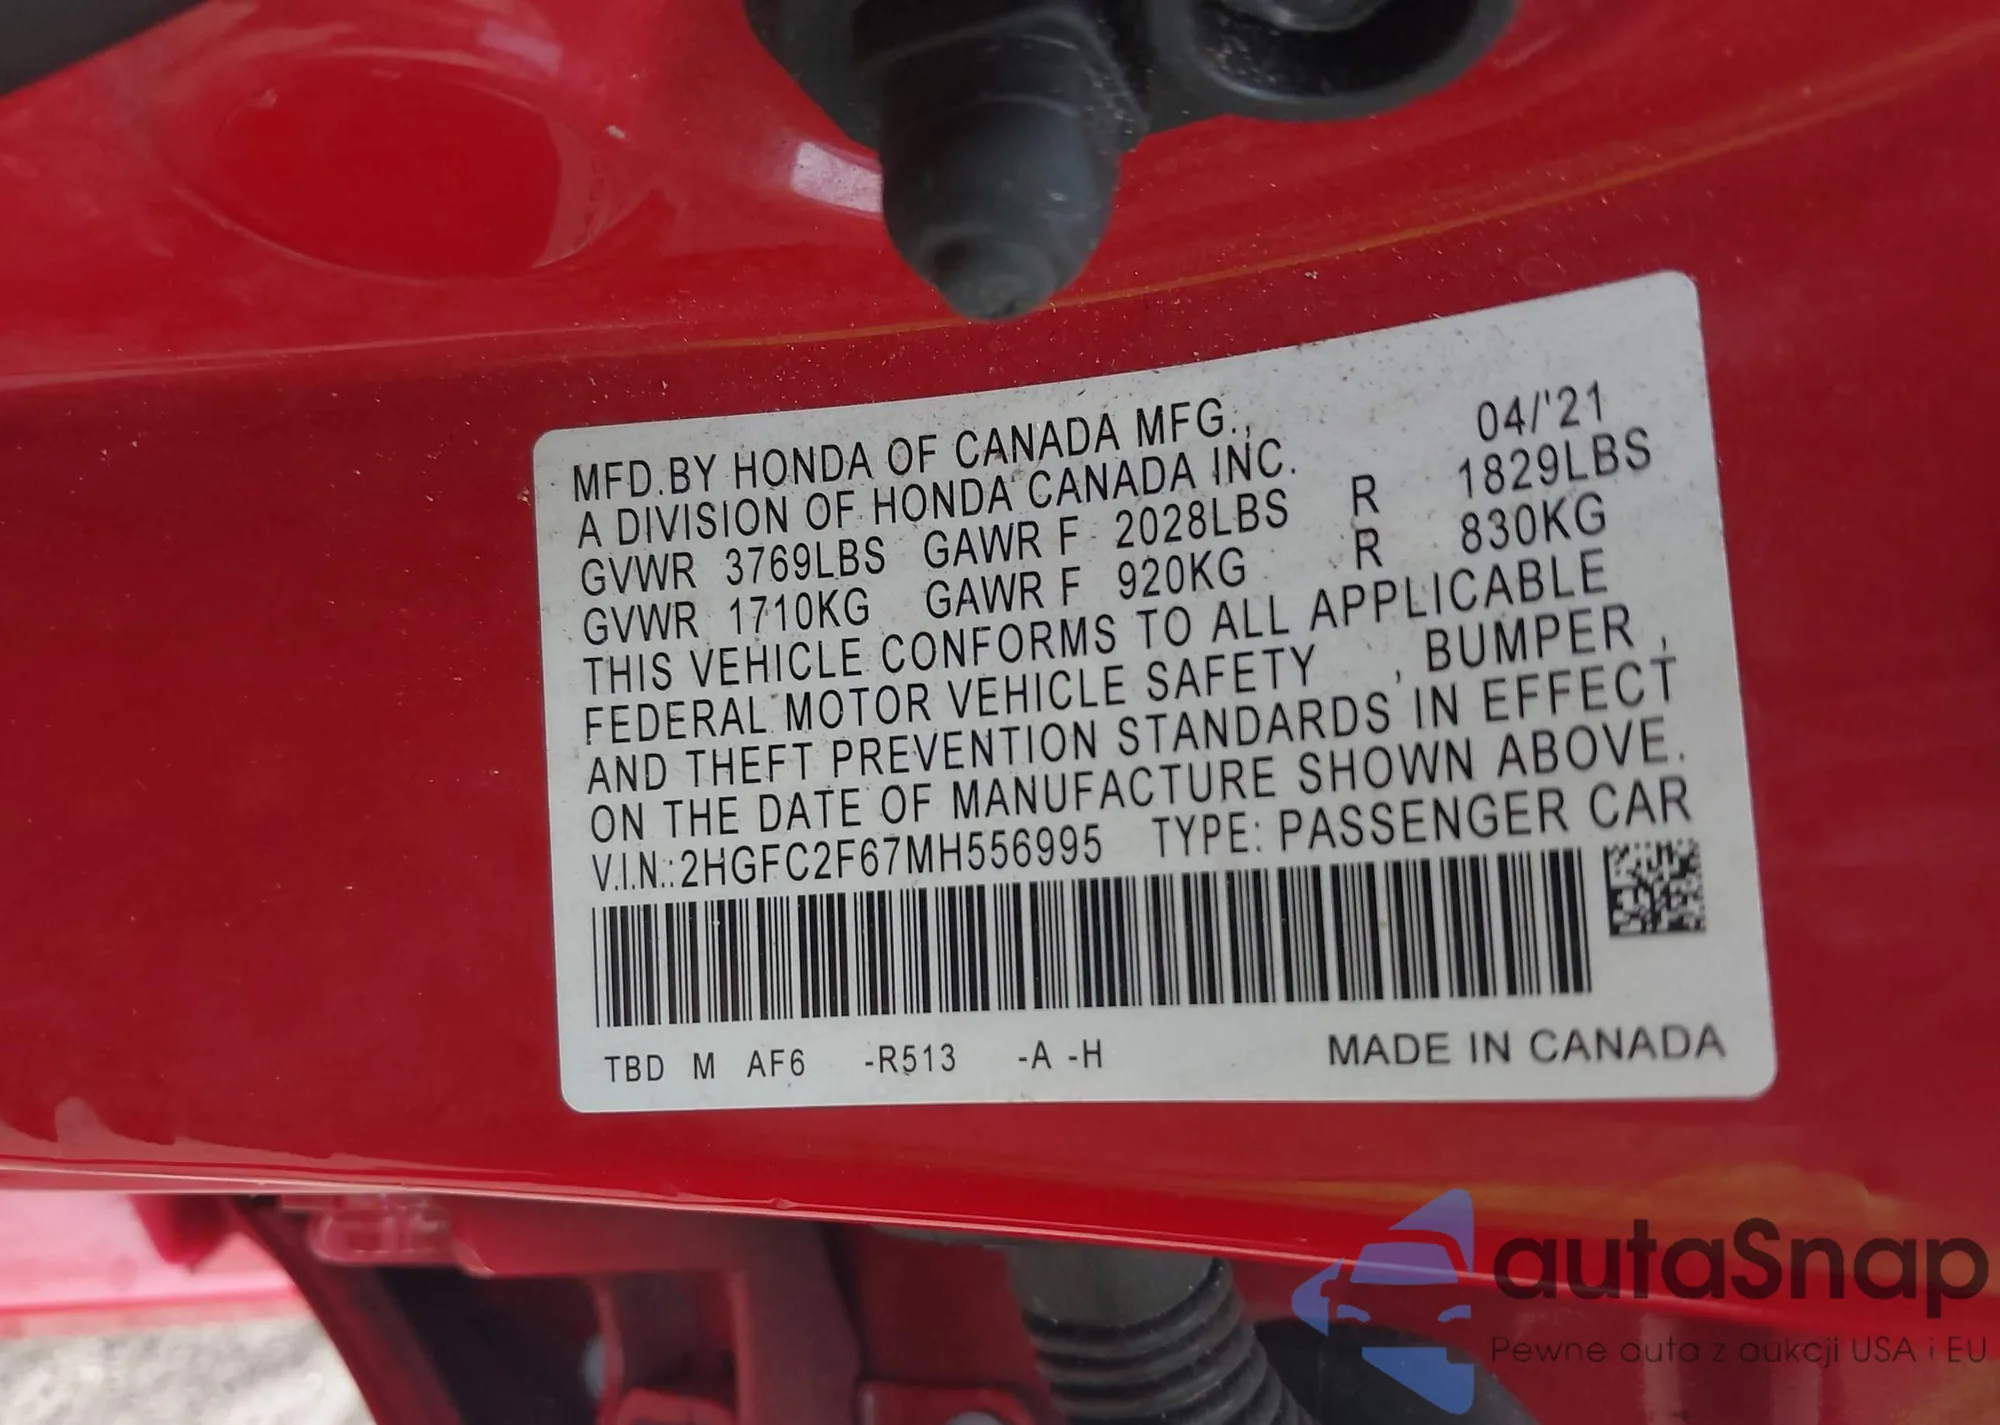 MFD.BY HONDA OF CANADA MFG., 04/'21
A DIVISION OF HONDA CANADA INC.
GVWR 3769LBS GAWR F 2028LBS R 1829LBS
GVWR 1710KG GAWR F 920KG R 830KG
THIS VEHICLE CONFORMS TO ALL APPLICABLE
FEDERAL MOTOR VEHICLE SAFETY , BUMPER ,
AND THEFT PREVENTION STANDARDS IN EFFECT
ON THE DATE OF MANUFACTURE SHOWN ABOVE.
V.I.N.:2HGFC2F67MH556995 TYPE: PASSENGER CAR
TBD M AF6 -R513 -A -H MADE IN CANADA
autaSnap
Pewne auta z aukcji USA i EU